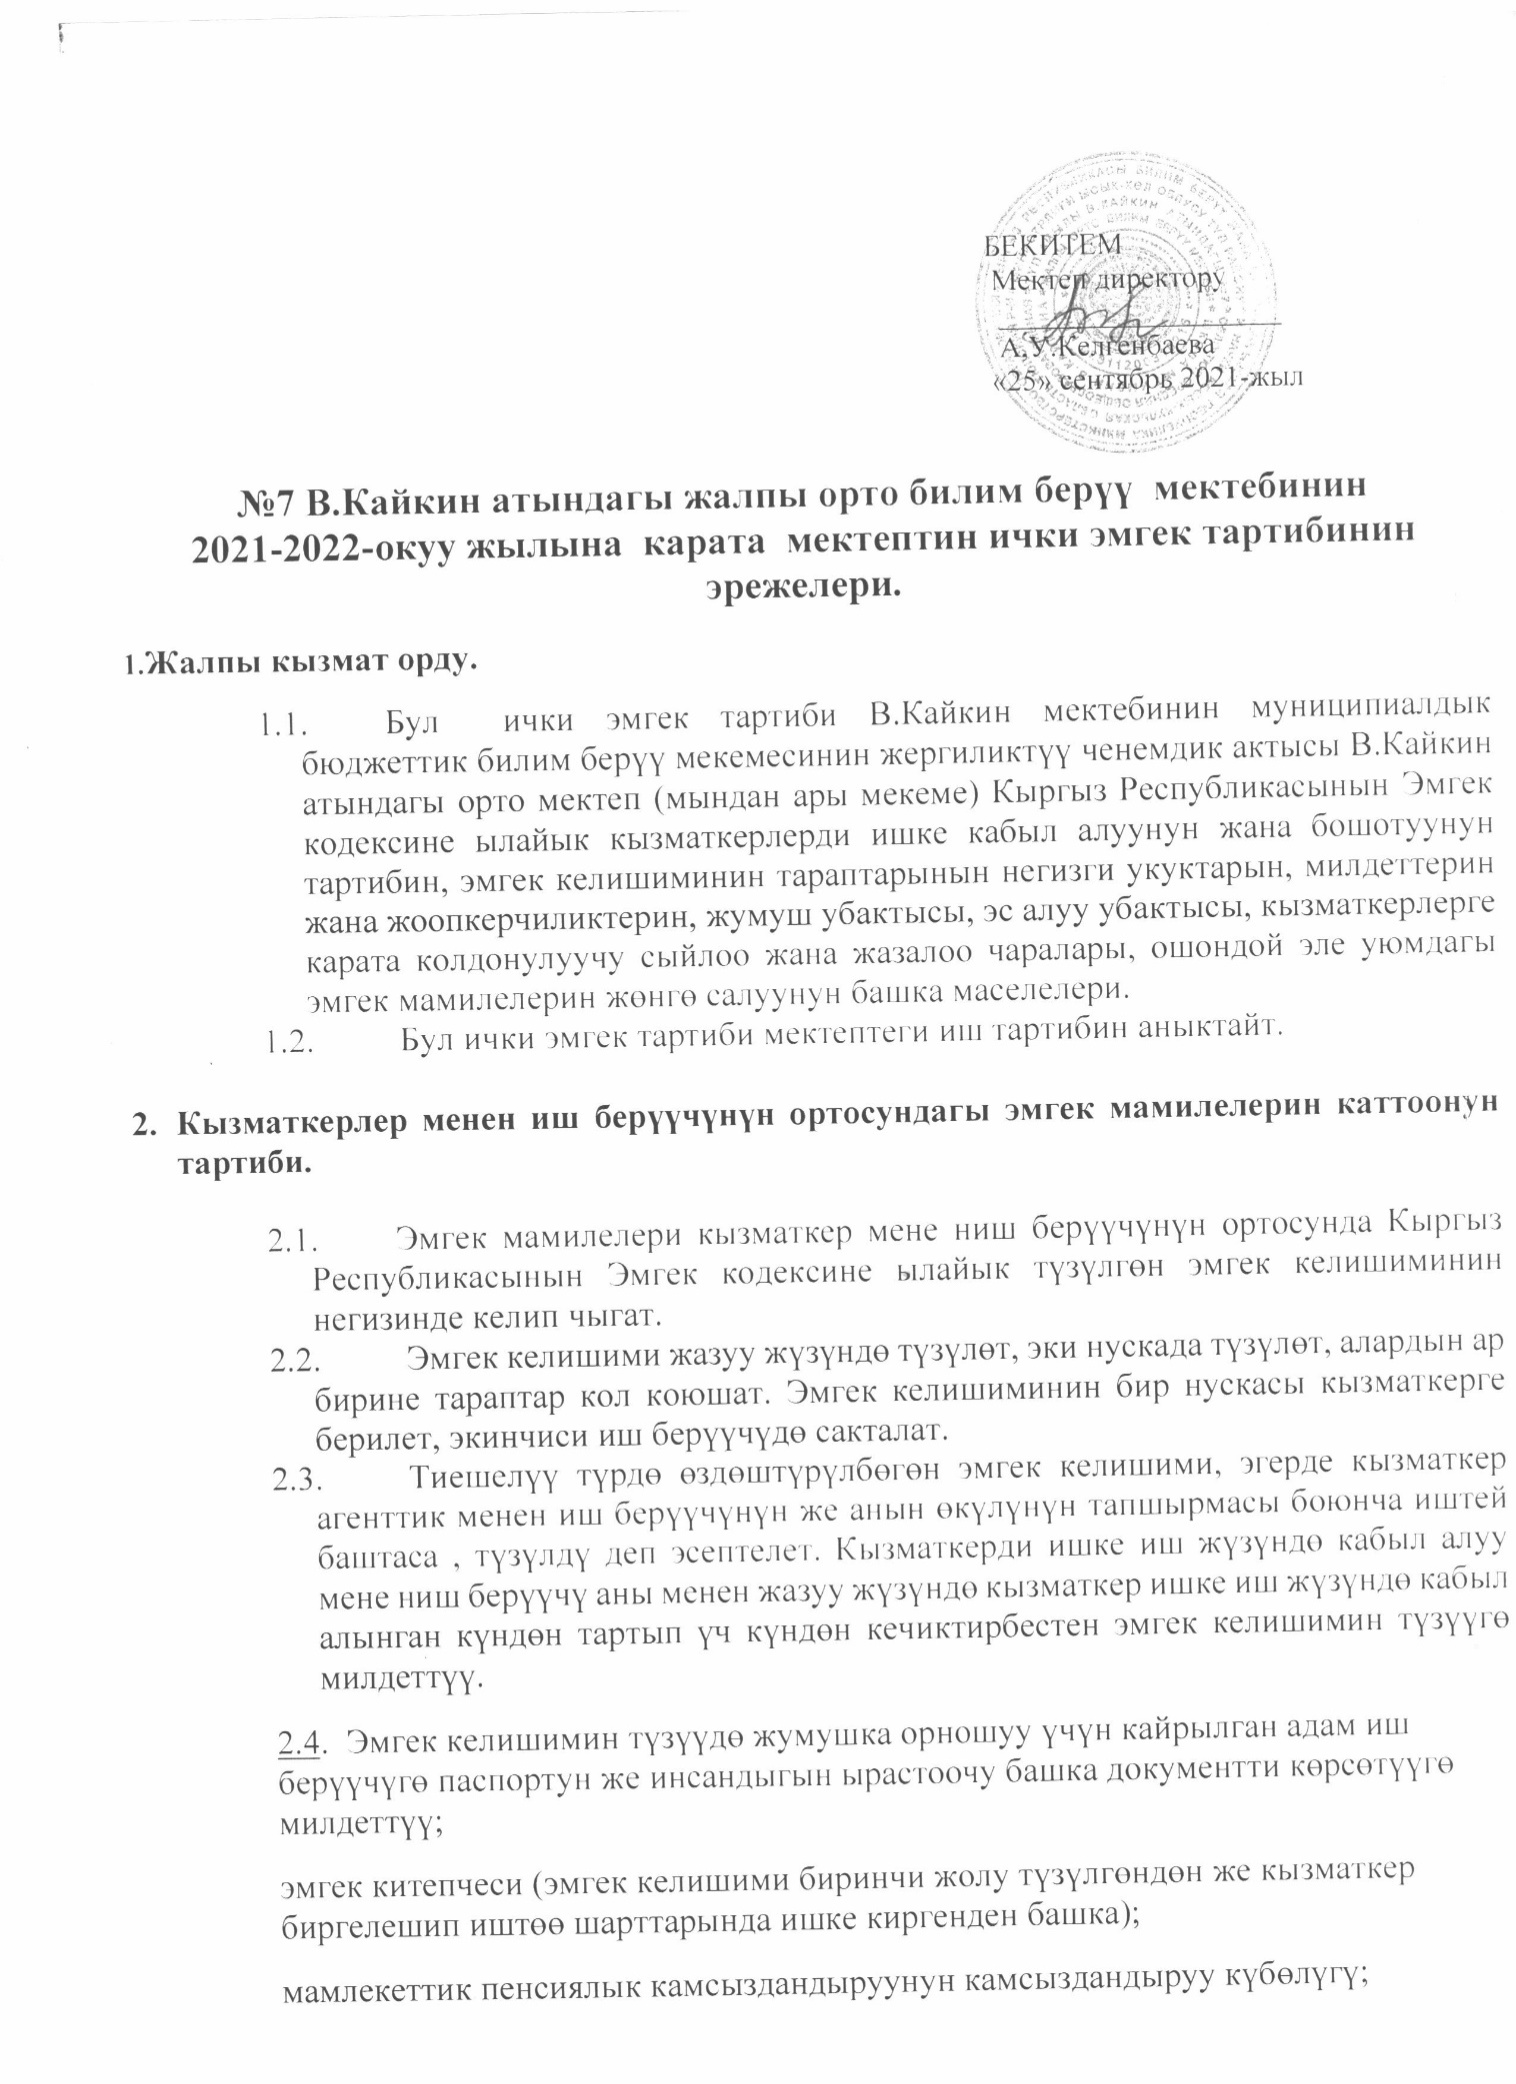 БЕКИТЕМ
Мектеп директору
А,У.Келгенбаева
«25» сентябрь 2021-жыл
№7 В.Кайкин атындагы жалпы орто билим берүү мектебинин
2021-2022-окуу жылына карата мектептин ички эмгек тартибинин
эрежелери.
1.Жалпы кызмат орду.
1.1. Бул ички эмгек тартиби В.Кайкин мектебинин муниципиалдык
бюджеттик билим берүү мекемесинин жергиликтүү ченемдик актысы В.Кайкин
атындагы орто мектеп (мындан ары мекеме) Кыргыз Республикасынын Эмгек
кодексине ылайык кызматкерлерди ишке кабыл алуунун жана бошотуунун
тартибин, эмгек келишиминин тараптарынын негизги укуктарын, милдеттерин
жана жоопкерчиликтерин, жумуш убактысы, эс алуу убактысы, кызматкерлерге
карата колдонулуучу сыйлоо жана жазалоо чаралары, ошондой эле уюмдагы
эмгек мамилелерин жөнгө салуунун башка маселелери.
1.2. Бул ички эмгек тартиби мектептеги иш тартибин аныктайт.
2. Кызматкерлер менен иш берүүчүнүн ортосундагы эмгек мамилелерин каттоонун
тартиби.
2.1. Эмгек мамилелери кызматкер мене ниш берүүчүнүн ортосунда Кыргыз
Республикасынын Эмгек кодексине ылайык түзүлгөн эмгек келишиминин
негизинде келип чыгат.
2.2. Эмгек келишими жазуу жүзүндө түзүлөт, эки нускада түзүлөт, алардын ар
бирине тараптар кол коюшат. Эмгек келишиминин бир нускасы кызматкерге
берилет, экинчиси иш берүүчүдө сакталат.
2.3. Тиешелүү түрдө өздөштүрүлбөгөн эмгек келишими, эгерде кызматкер
агенттик менен иш берүүчүнүн же анын өкүлүнүн тапшырмасы боюнча иштей
баштаса , түзүлдү деп эсептелет. Кызматкерди ишке иш жүзүндө кабыл алуу
мене ниш берүүчү аны менен жазуу жүзүндө кызматкер ишке иш жүзүндө кабыл
алынган күндөн тартып үч күндөн кечиктирбестен эмгек келишимин түзүүгө
милдеттүү.
2.4. Эмгек келишимин түзүүдө жумушка орношуу үчүн кайрылган адам иш
берүүчүгө паспортун же инсандыгын ырастоочу башка документти көрсөтүүгө
милдеттүү;
эмгек китепчеси (эмгек келишими биринчи жолу түзүлгөндөн же кызматкер
биргелешип иштөө шарттарында ишке киргенден башка);
мамлекеттик пенсиялык камсыздандыруунун камсыздандыруу күбөлүгү;